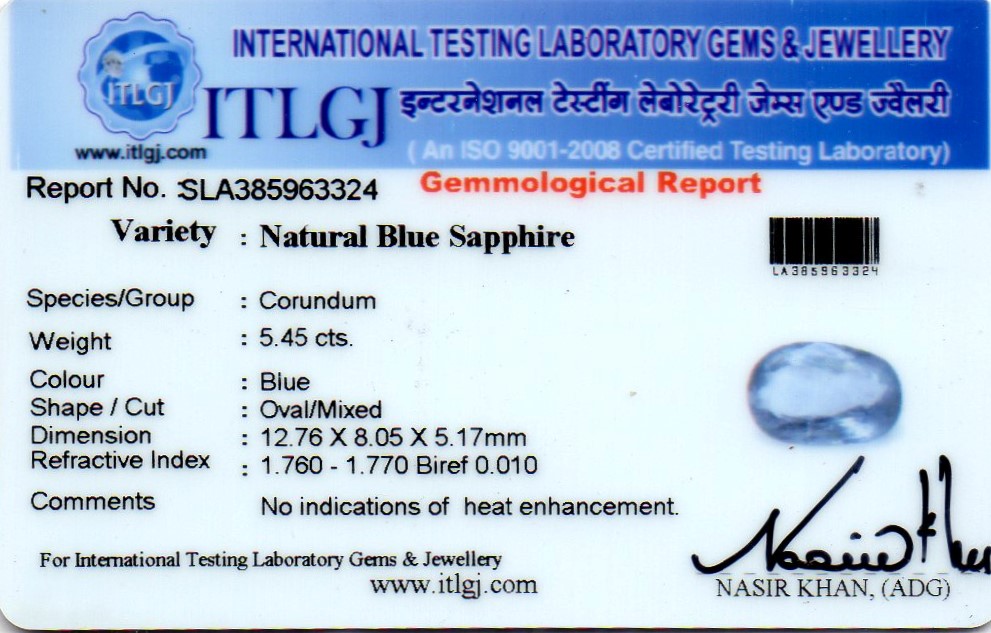 INTERNATIONAL TESTING LABORATORY GEMS & JEWELLERY
ITLGJ
ITLGJ
इन्टरनेशनल टेस्टींग लेबोरेट्ररी जेम्स एण्ड ज्वैलरी
www.itlgj.com
( An ISO 9001-2008 Certified Testing Laboratory)
Report No. :SLA385963324
Gemmological Report
Variety : Natural Blue Sapphire
LA385963324
Species/Group : Corundum
Weight : 5.45 cts.
Colour : Blue
Shape / Cut : Oval/Mixed
Dimension : 12.76 X 8.05 X 5.17mm
Refractive Index : 1.760 - 1.770 Biref 0.010
Comments No indications of heat enhancement.
For International Testing Laboratory Gems & Jewellery
www.itlgj.com
NASIR KHAN, (ADG)